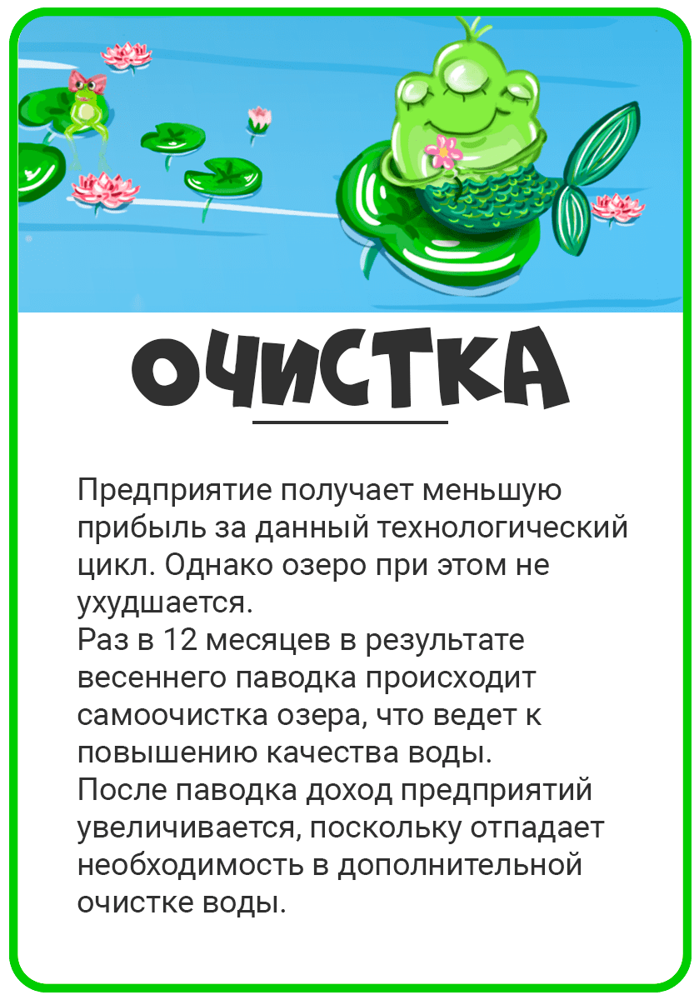 ОЧИСТКА
Предприятие получает меньшую
прибыль за данный технологический
цикл. Однако озеро при этом не
ухудшается.
Раз в 12 месяцев в результате
весеннего паводка происходит
самоочистка озера, что ведет к
повышению качества воды.
После паводка доход предприятий
увеличивается, поскольку отпадает
необходимость в дополнительной
очистке воды.